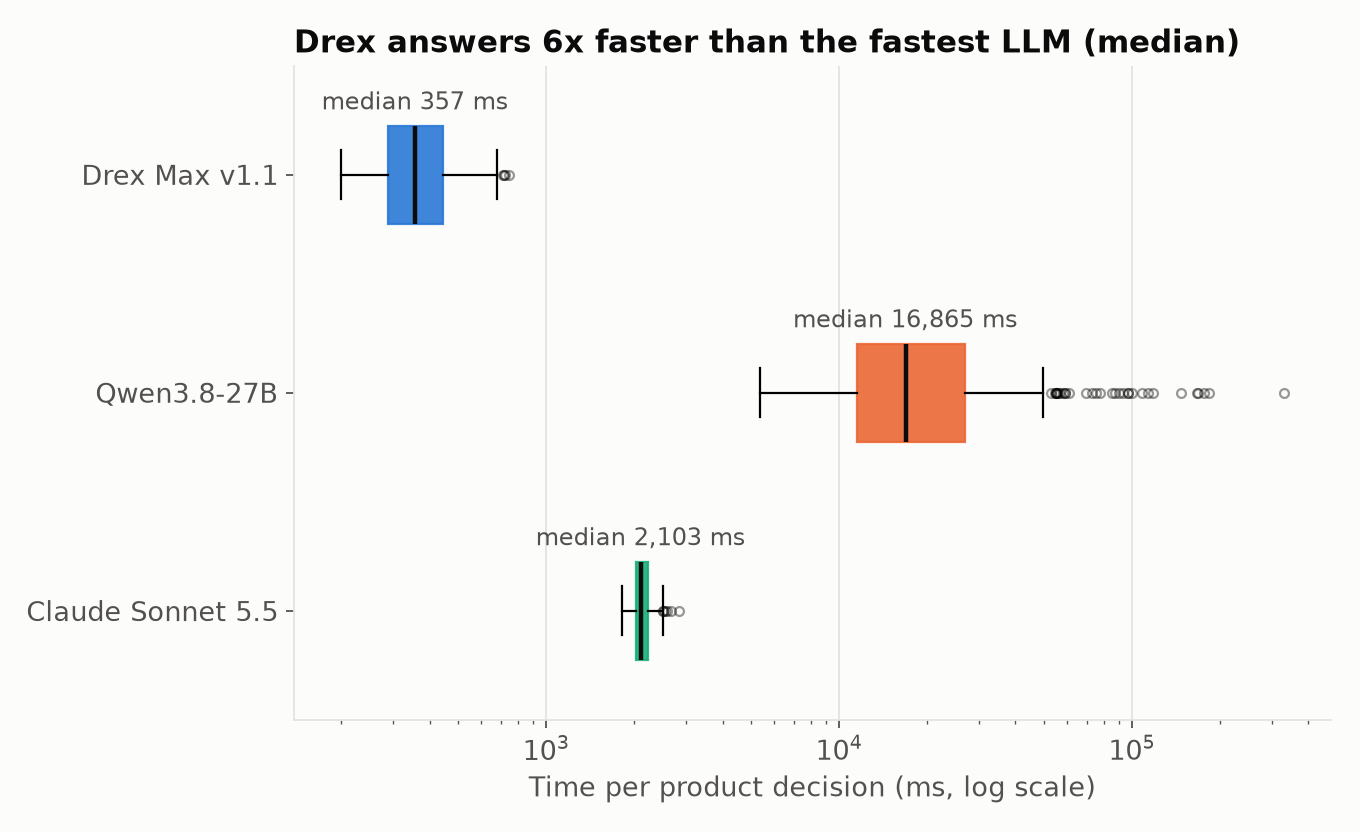 Drex answers 6x faster than the fastest LLM (median)
median 357 ms
Drex Max v1.1
median 16,865 ms
Qwen3.8-27B
median 2,103 ms
Claude Sonnet 5.5
10³ 10⁴ 10⁵
Time per product decision (ms, log scale)